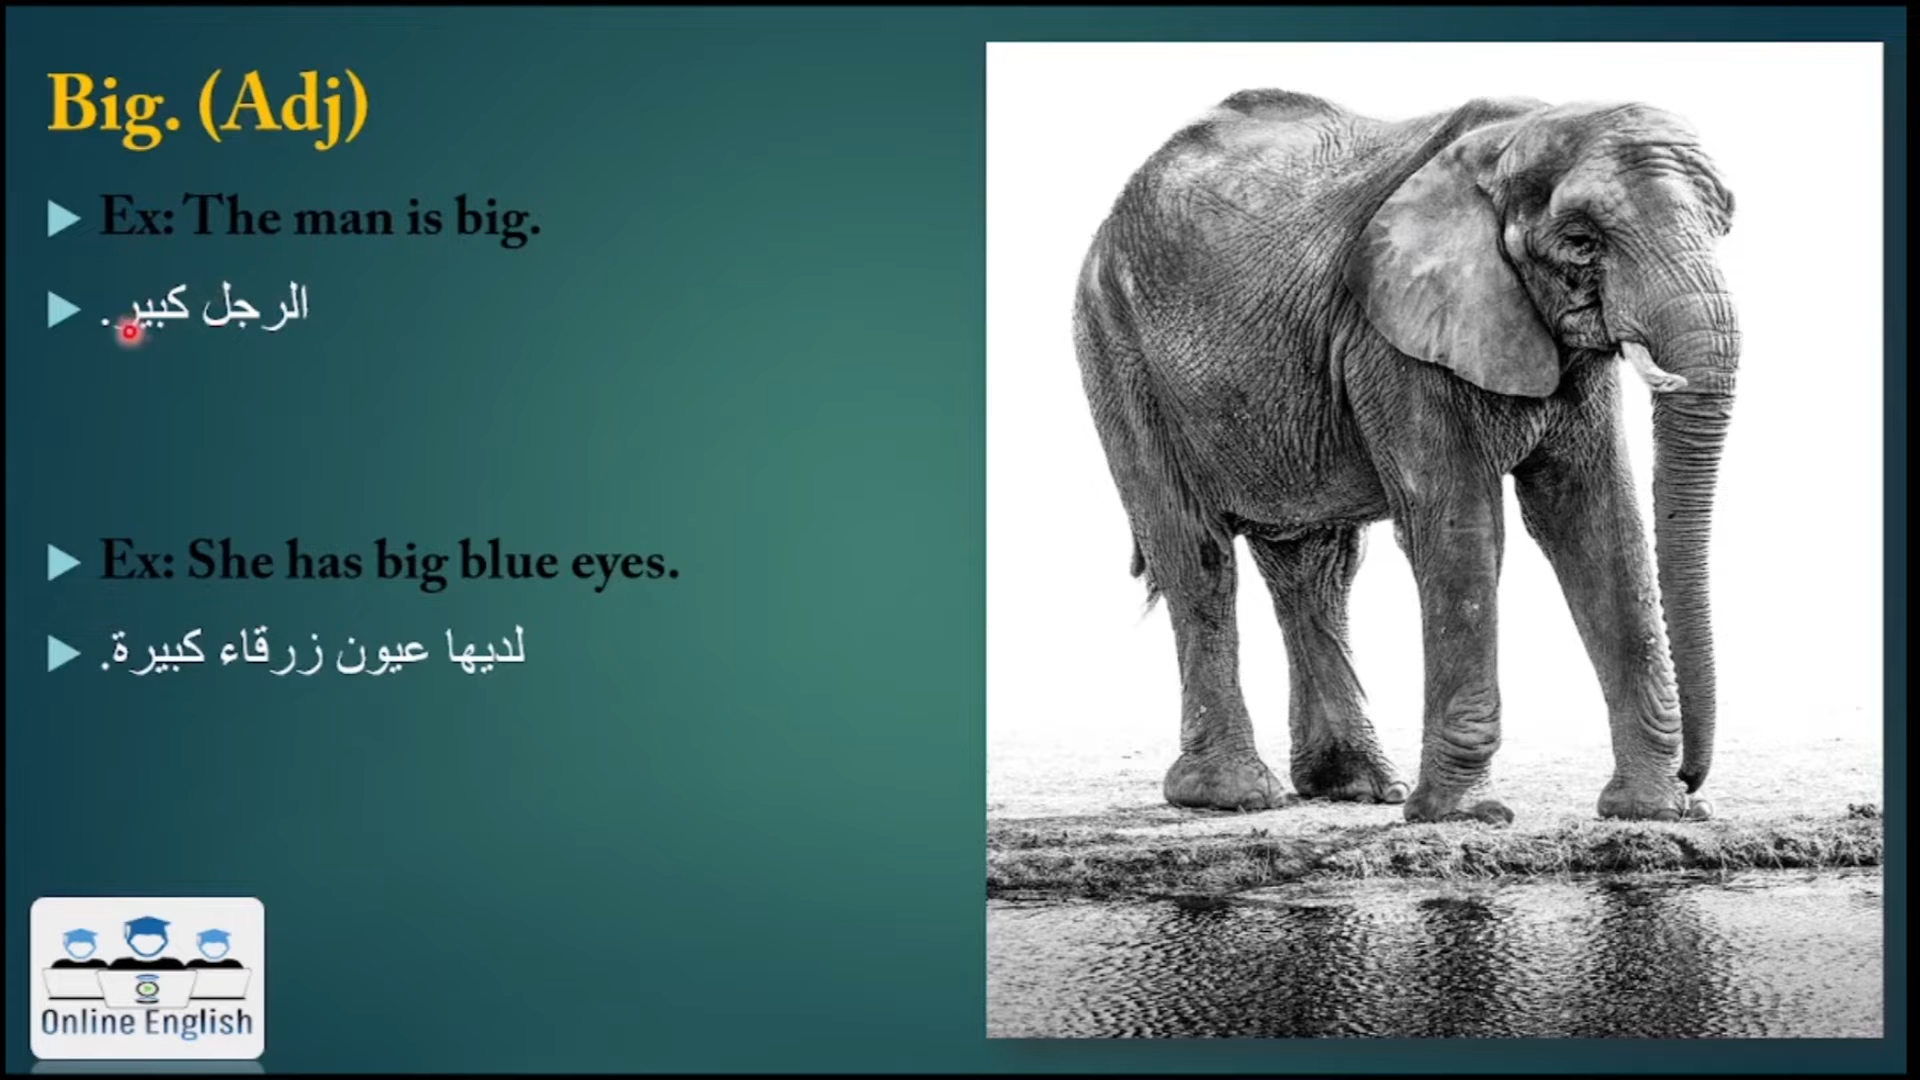 Big. (Adj)
Ex: The man is big.
الرجل كبير.
Ex: She has big blue eyes.
لديها عيون زرقاء كبيرة.
Online English